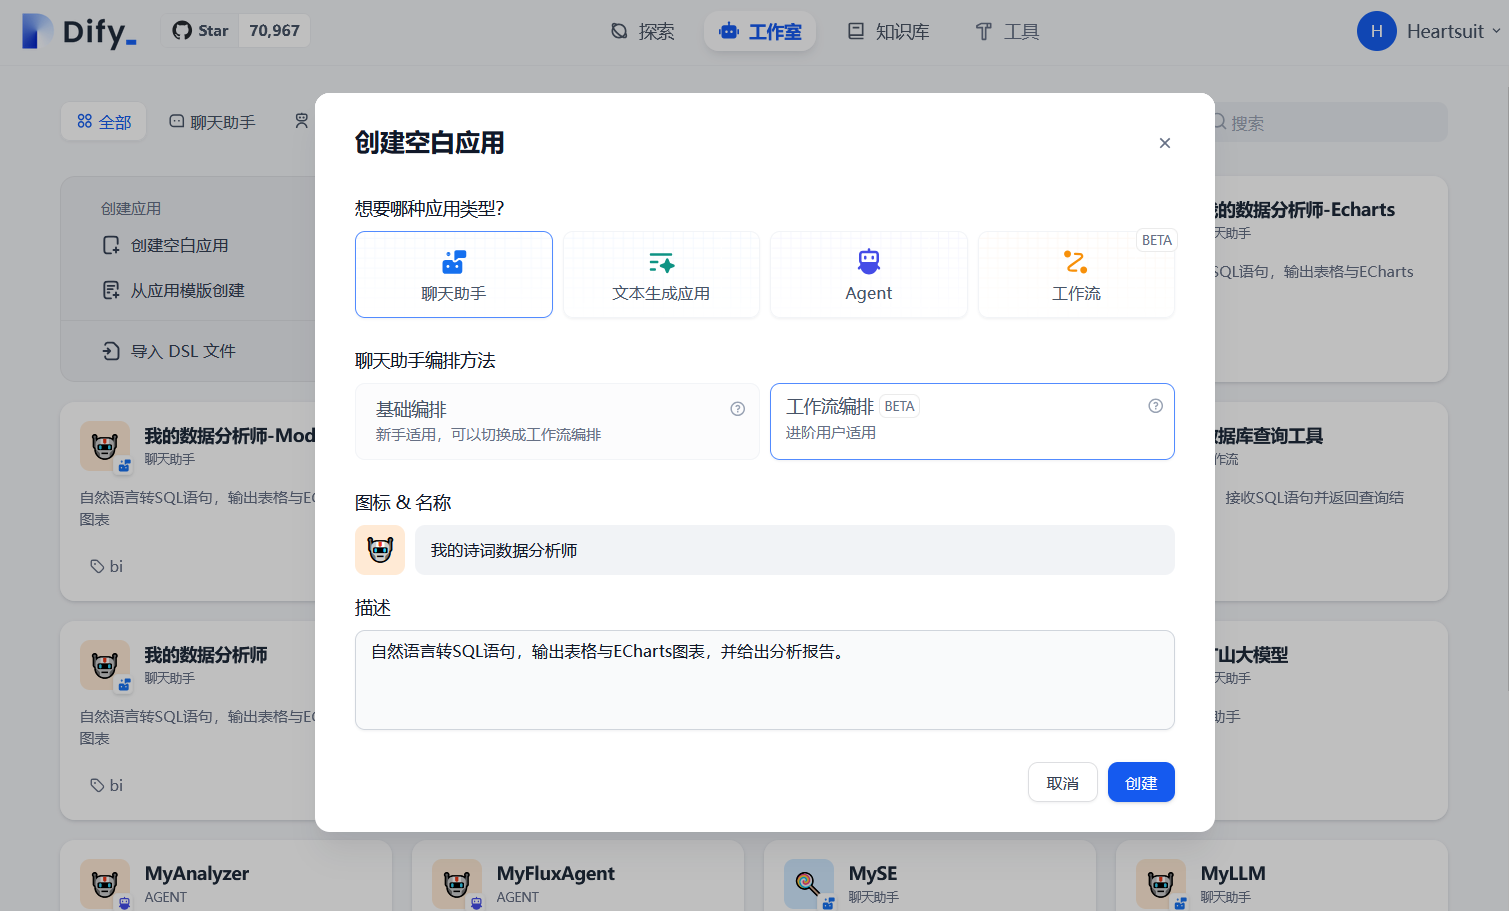 Dify_
Star 70,967
探索
工作室
知识库
工具
H Heartsuit
全部
聊天助手
搜索
创建应用
创建空白应用
从应用模版创建
导入 DSL 文件
我的数据分析师-Mod
聊天助手
自然语言转SQL语句，输出表格与EC
图表
bi
我的数据分析师
聊天助手
自然语言转SQL语句，输出表格与EC
图表
bi
创建空白应用
想要哪种应用类型?
聊天助手
文本生成应用
Agent
工作流
BETA
聊天助手编排方法
基础编排
新手适用，可以切换成工作流编排
工作流编排 BETA
进阶用户适用
图标 & 名称
我的诗词数据分析师
描述
自然语言转SQL语句，输出表格与ECharts图表，并给出分析报告。
取消
创建
的数据分析师-Echarts
天助手
SQL语句，输出表格与ECharts
据库查询工具
作流
接收SQL语句并返回查询结
山大模型
天助手
助手
MyAnalyzer
AGENT
MyFluxAgent
AGENT
MySE
聊天助手
MyLLM
聊天助手